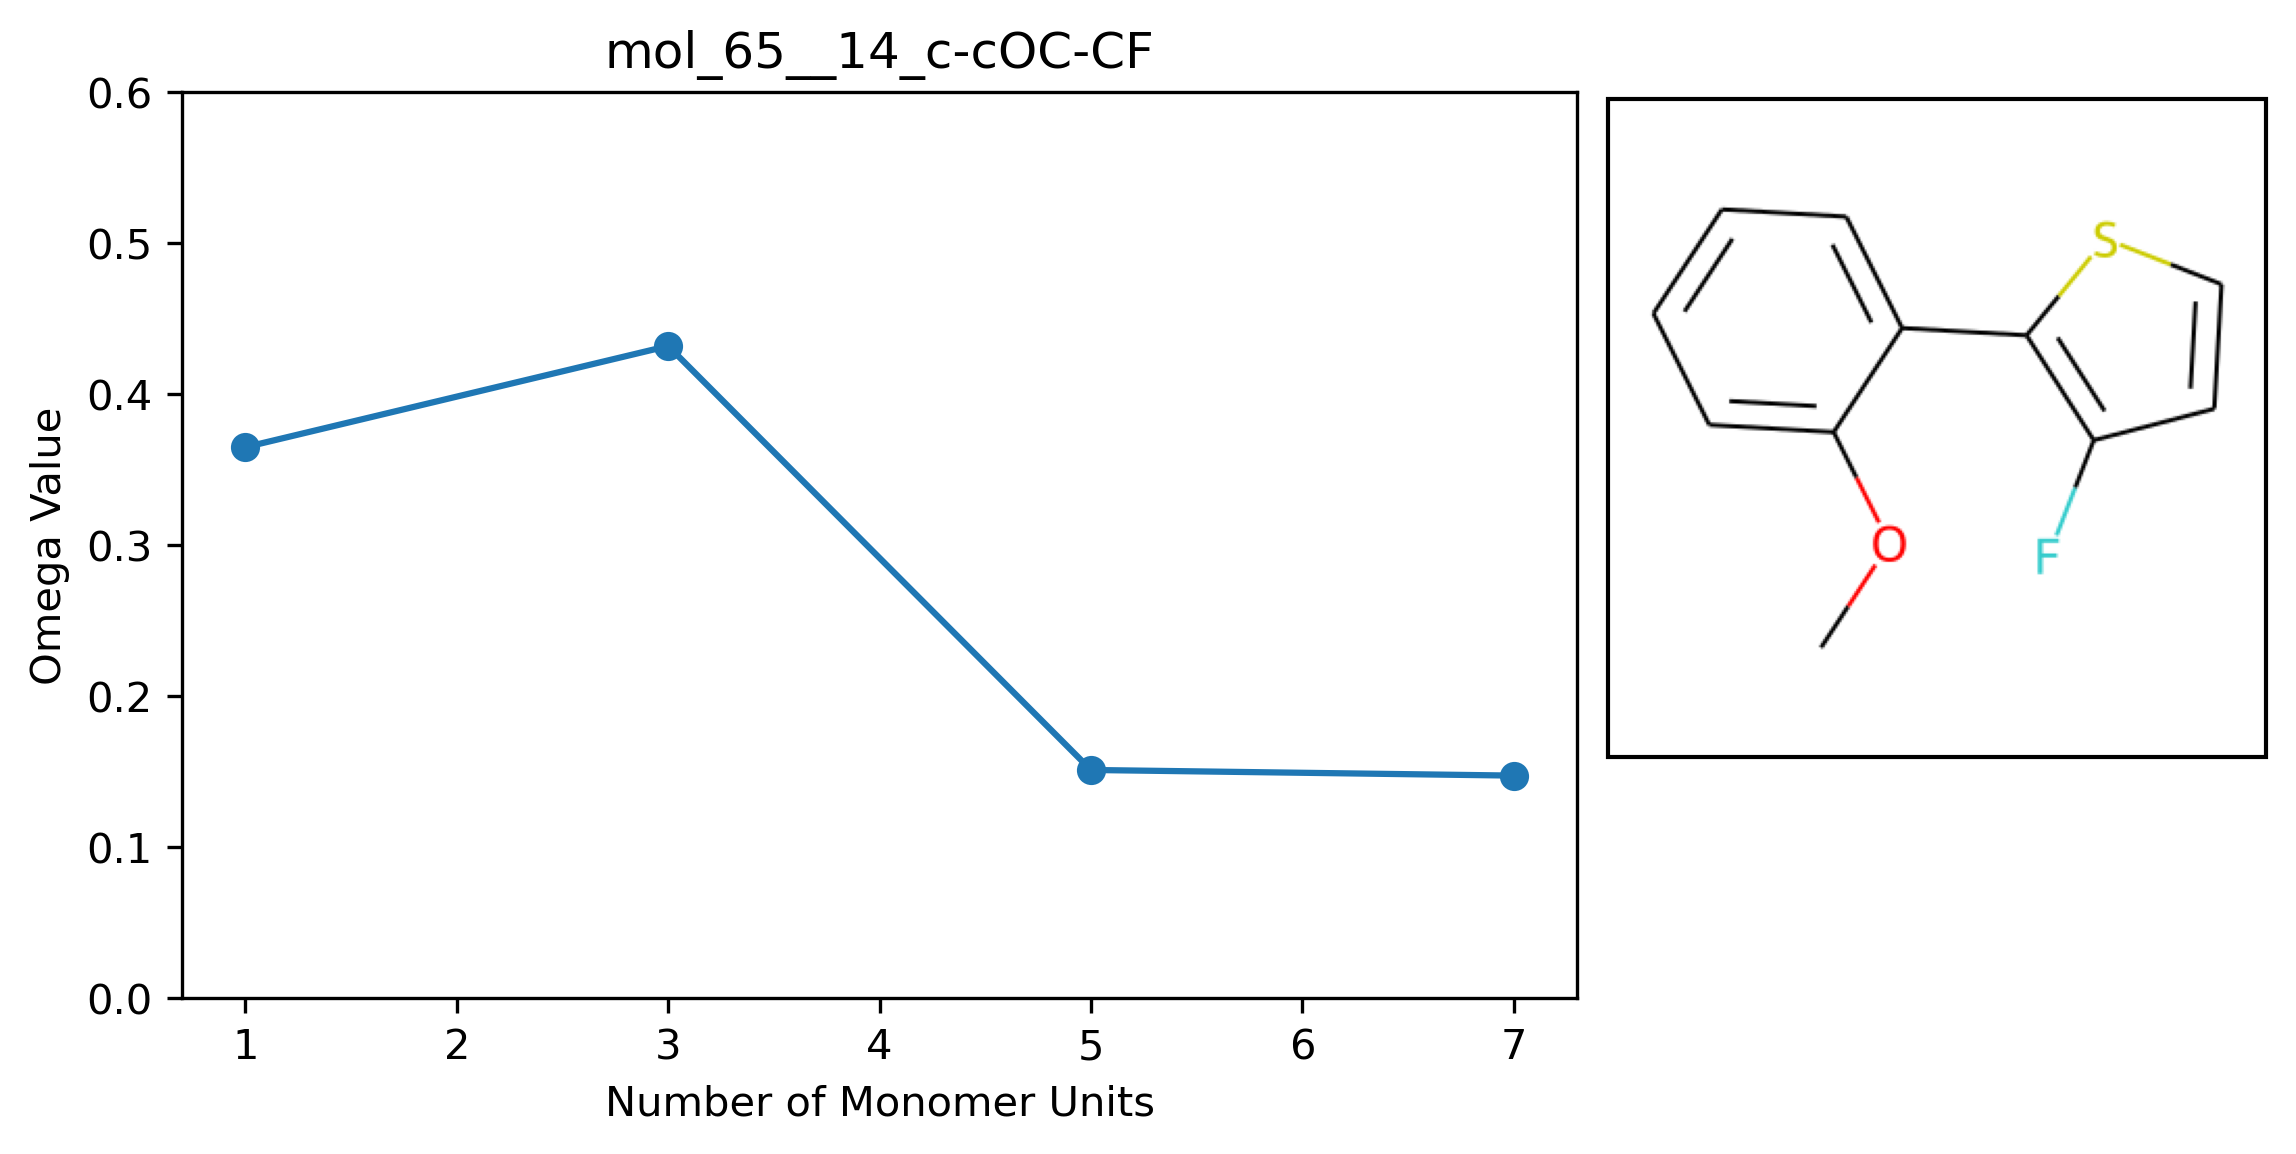 mol_65__14_c-cOC-CF
0.6
0.5
0.4
0.3
0.2
0.1
0.0
Omega Value
1 2 3 4 5 6 7
Number of Monomer Units
S
O
F